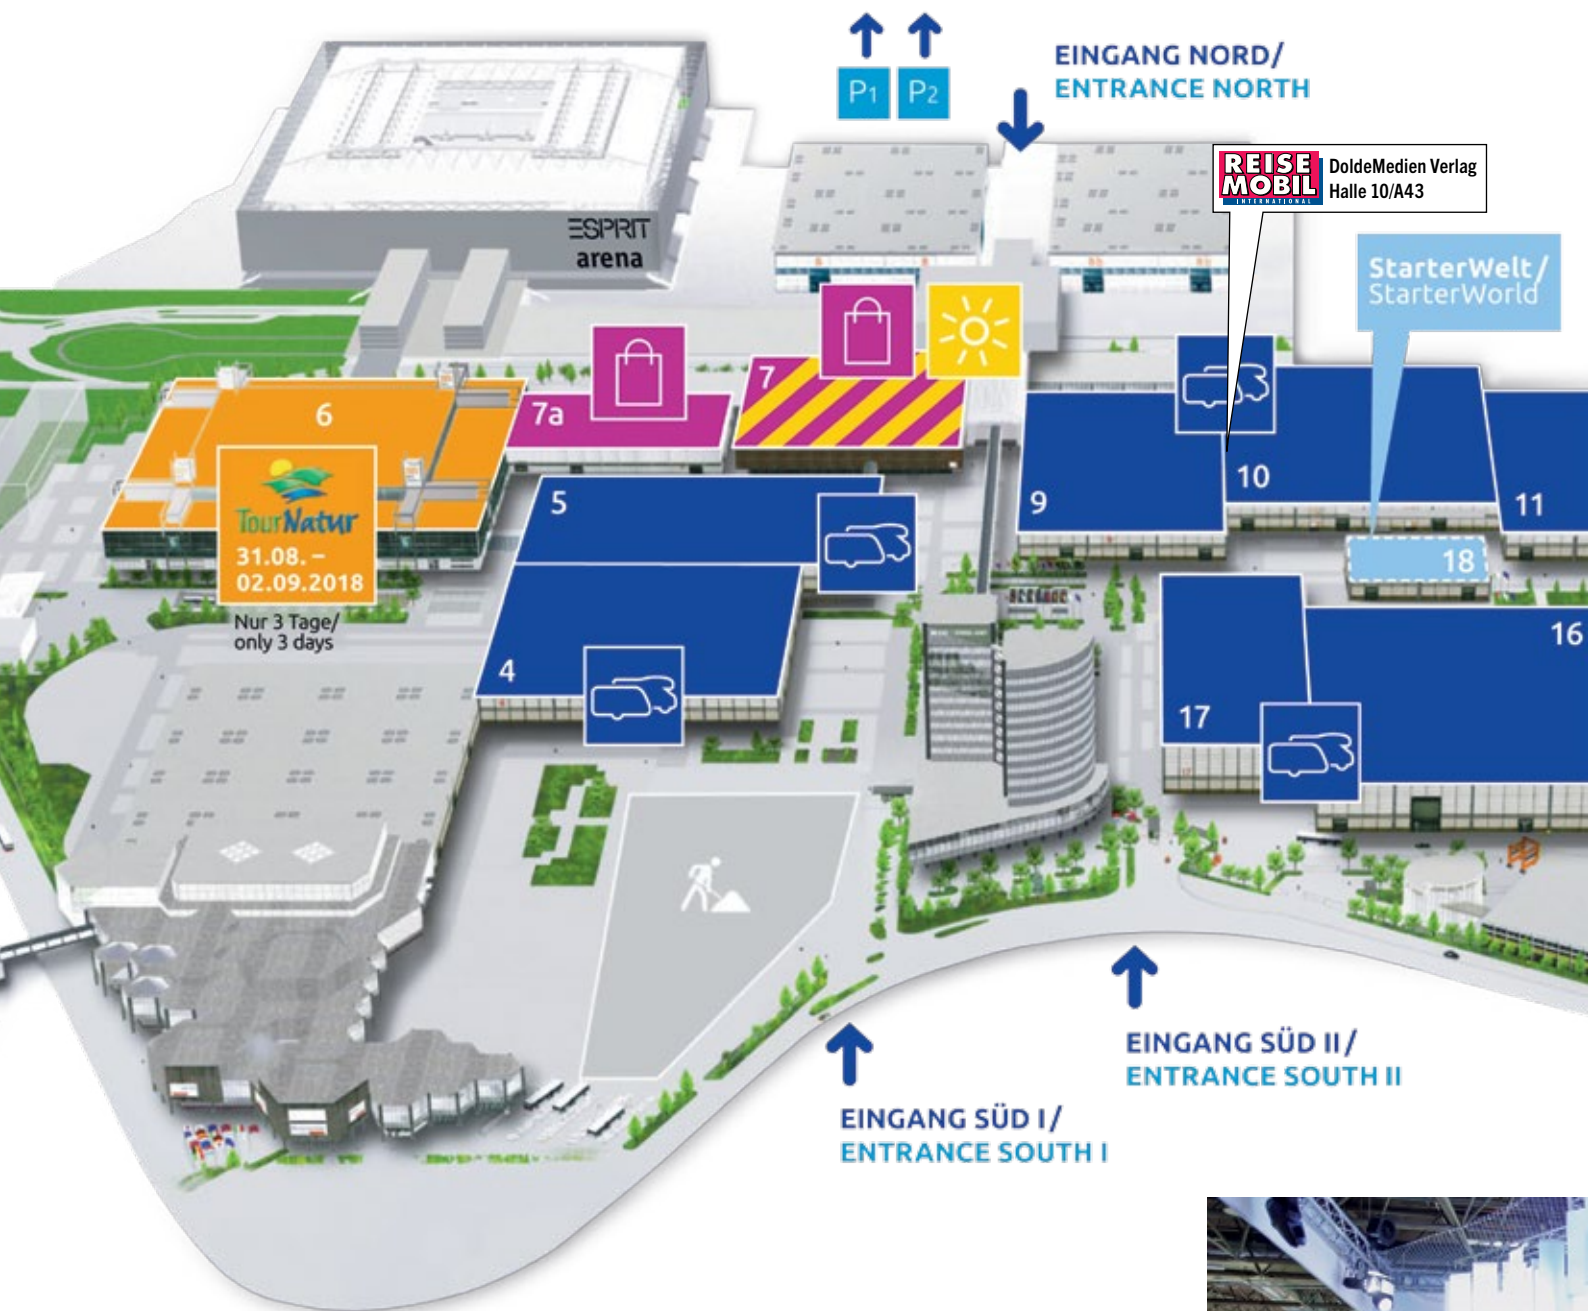 P1 P2
EINGANG NORD/
ENTRANCE NORTH
REISE
MOBIL
INTERNATIONAL
DoldeMedien Verlag
Halle 10/A43
ESPRIT
arena
StarterWelt/
StarterWorld
6
7a
7
5
9
10
11
18
TourNatur
31.08. –
02.09.2018
Nur 3 Tage/
only 3 days
4
17
16
EINGANG SÜD II/
ENTRANCE SOUTH II
EINGANG SÜD I/
ENTRANCE SOUTH I